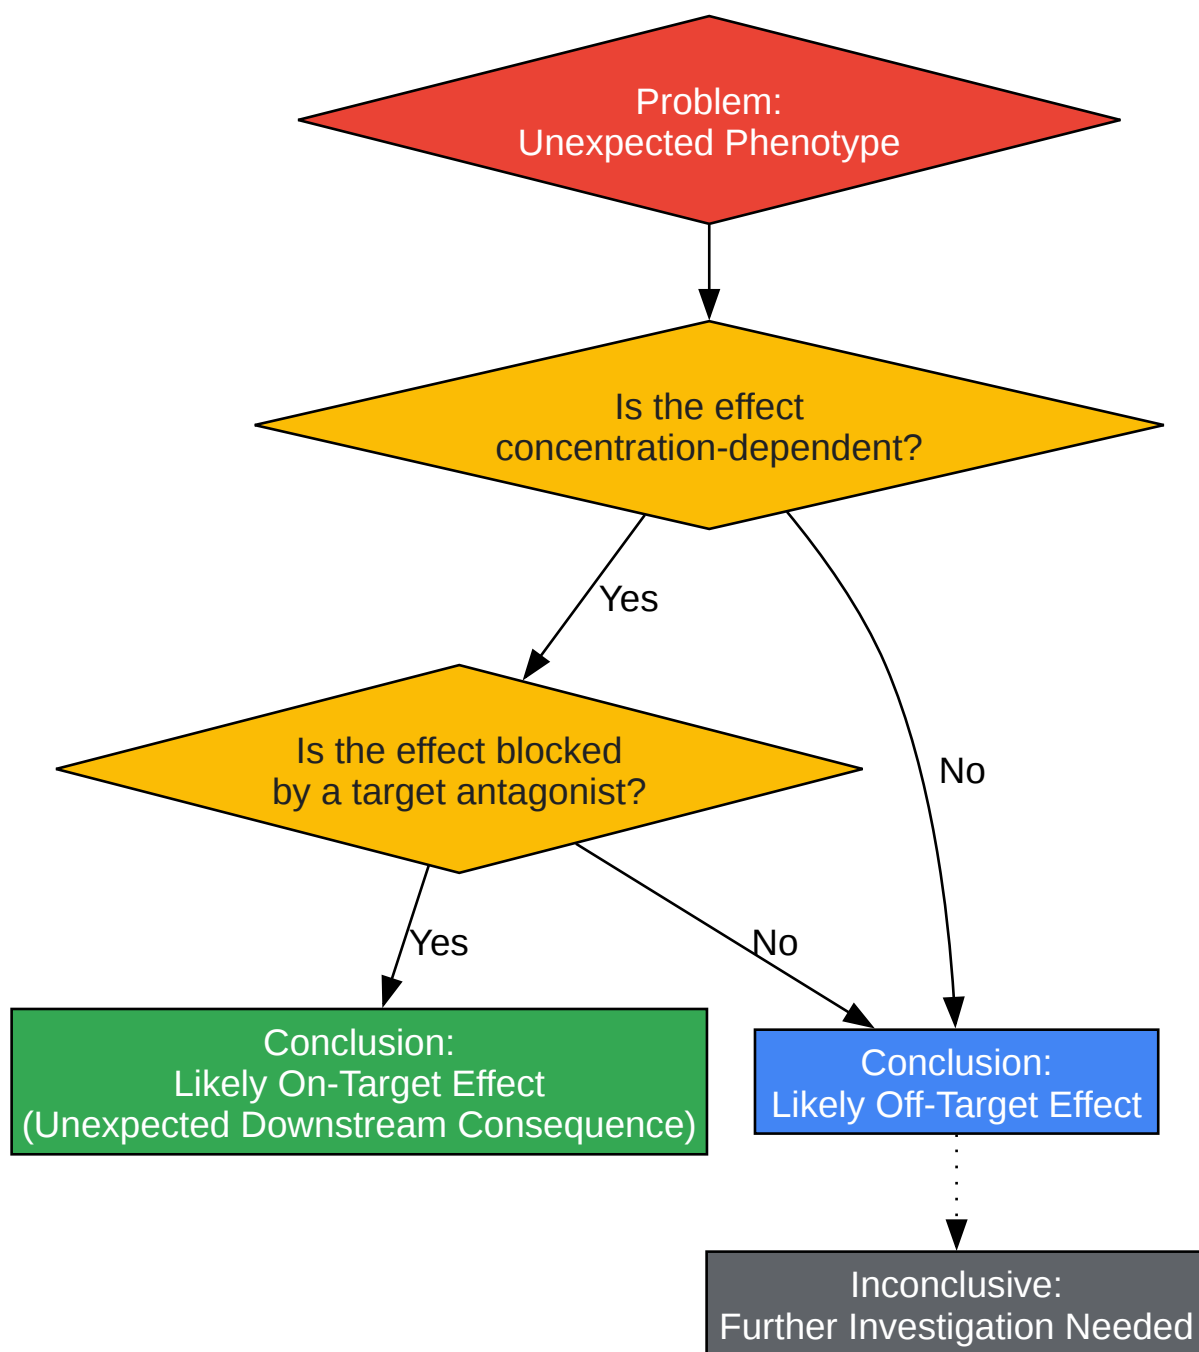 Problem:
Unexpected Phenotype
Is the effect
concentration-dependent?
Yes
No
Is the effect blocked
by a target antagonist?
Yes
No
Conclusion:
Likely On-Target Effect
(Unexpected Downstream Consequence)
Conclusion:
Likely Off-Target Effect
Inconclusive:
Further Investigation Needed